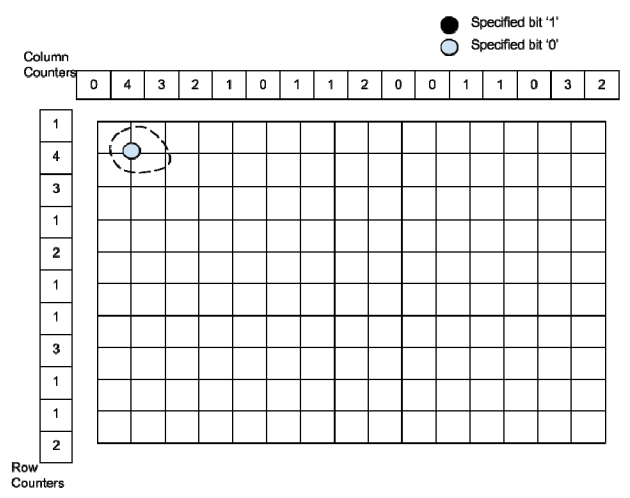 Specified bit '1'
Specified bit '0'
Column
Counters
0 4 3 2 1 0 1 1 2 0 0 1 1 0 3 2
1
4
3
1
2
1
1
3
1
1
2
Row
Counters